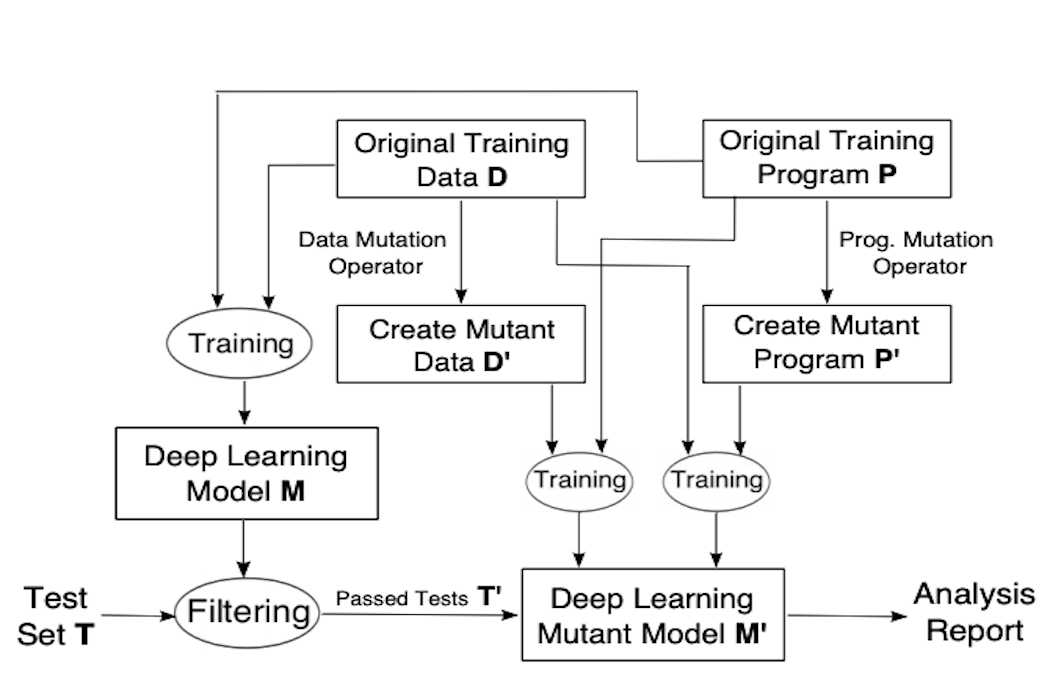 Original Training
Data D
Original Training
Program P
Data Mutation
Operator
Prog. Mutation
Operator
Training
Create Mutant
Data D'
Create Mutant
Program P'
Deep Learning
Model M
Training
Training
Test
Set T
Filtering
Passed Tests T'
Deep Learning
Mutant Model M'
Analysis
Report